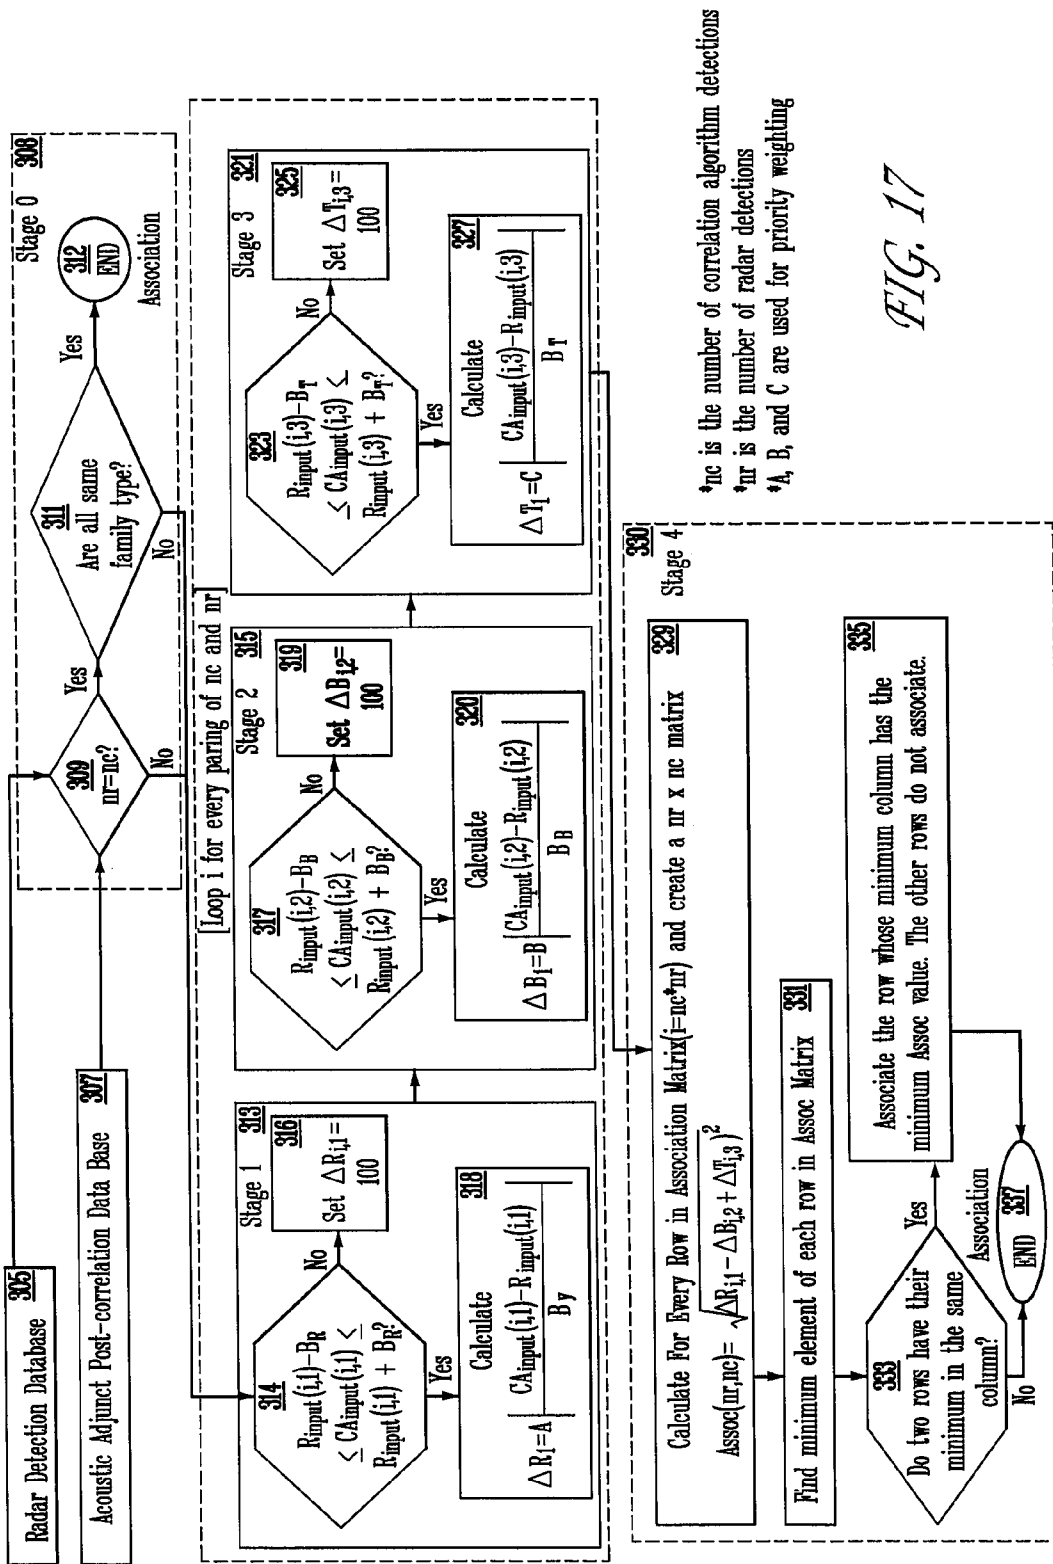 305
Radar Detection Database
307
Acoustic Adjunct Post-correlation Data Base
Stage 0 308
309
nr=nc?
Yes
No
311
Are all same
family type?
Yes
No
312
END
Association
Loop i for every paring of nc and nr
Stage 1 313
314
Rinput(i,1)-BR
≤ CAinput(i,1) ≤
Rinput(i,1) + BR?
No
316
Set ΔRi,1=
100
Yes
318
Calculate
ΔR1=A | CAinput(i,1)-Rinput(i,1) |
By
Stage 2 315
317
Rinput(i,2)-BB
≤ CAinput(i,2) ≤
Rinput(i,2) + BB?
No
319
Set ΔBi,2=
100
Yes
320
Calculate
ΔB1=B | CAinput(i,2)-Rinput(i,2) |
BB
Stage 3 321
323
Rinput(i,3)-BT
≤ CAinput(i,3) ≤
Rinput(i,3) + BT?
No
325
Set ΔTi,3=
100
Yes
327
Calculate
ΔT1=C | CAinput(i,3)-Rinput(i,3) |
BT
330
Stage 4
329
Calculate For Every Row in Association Matrix(i=nc*nr) and create a nr x nc matrix
Assoc(nr,nc)= √ΔRi,1-ΔBi,2+ΔTi,3)2
331
Find minimum element of each row in Assoc Matrix
333
Do two rows have their
minimum in the same
column?
Yes
No
335
Associate the row whose minimum column has the
minimum Assoc value. The other rows do not associate.
Association
END 337
*nc is the number of correlation algorithm detections
*nr is the number of radar detections
*A, B, and C are used for priority weighting
FIG. 17